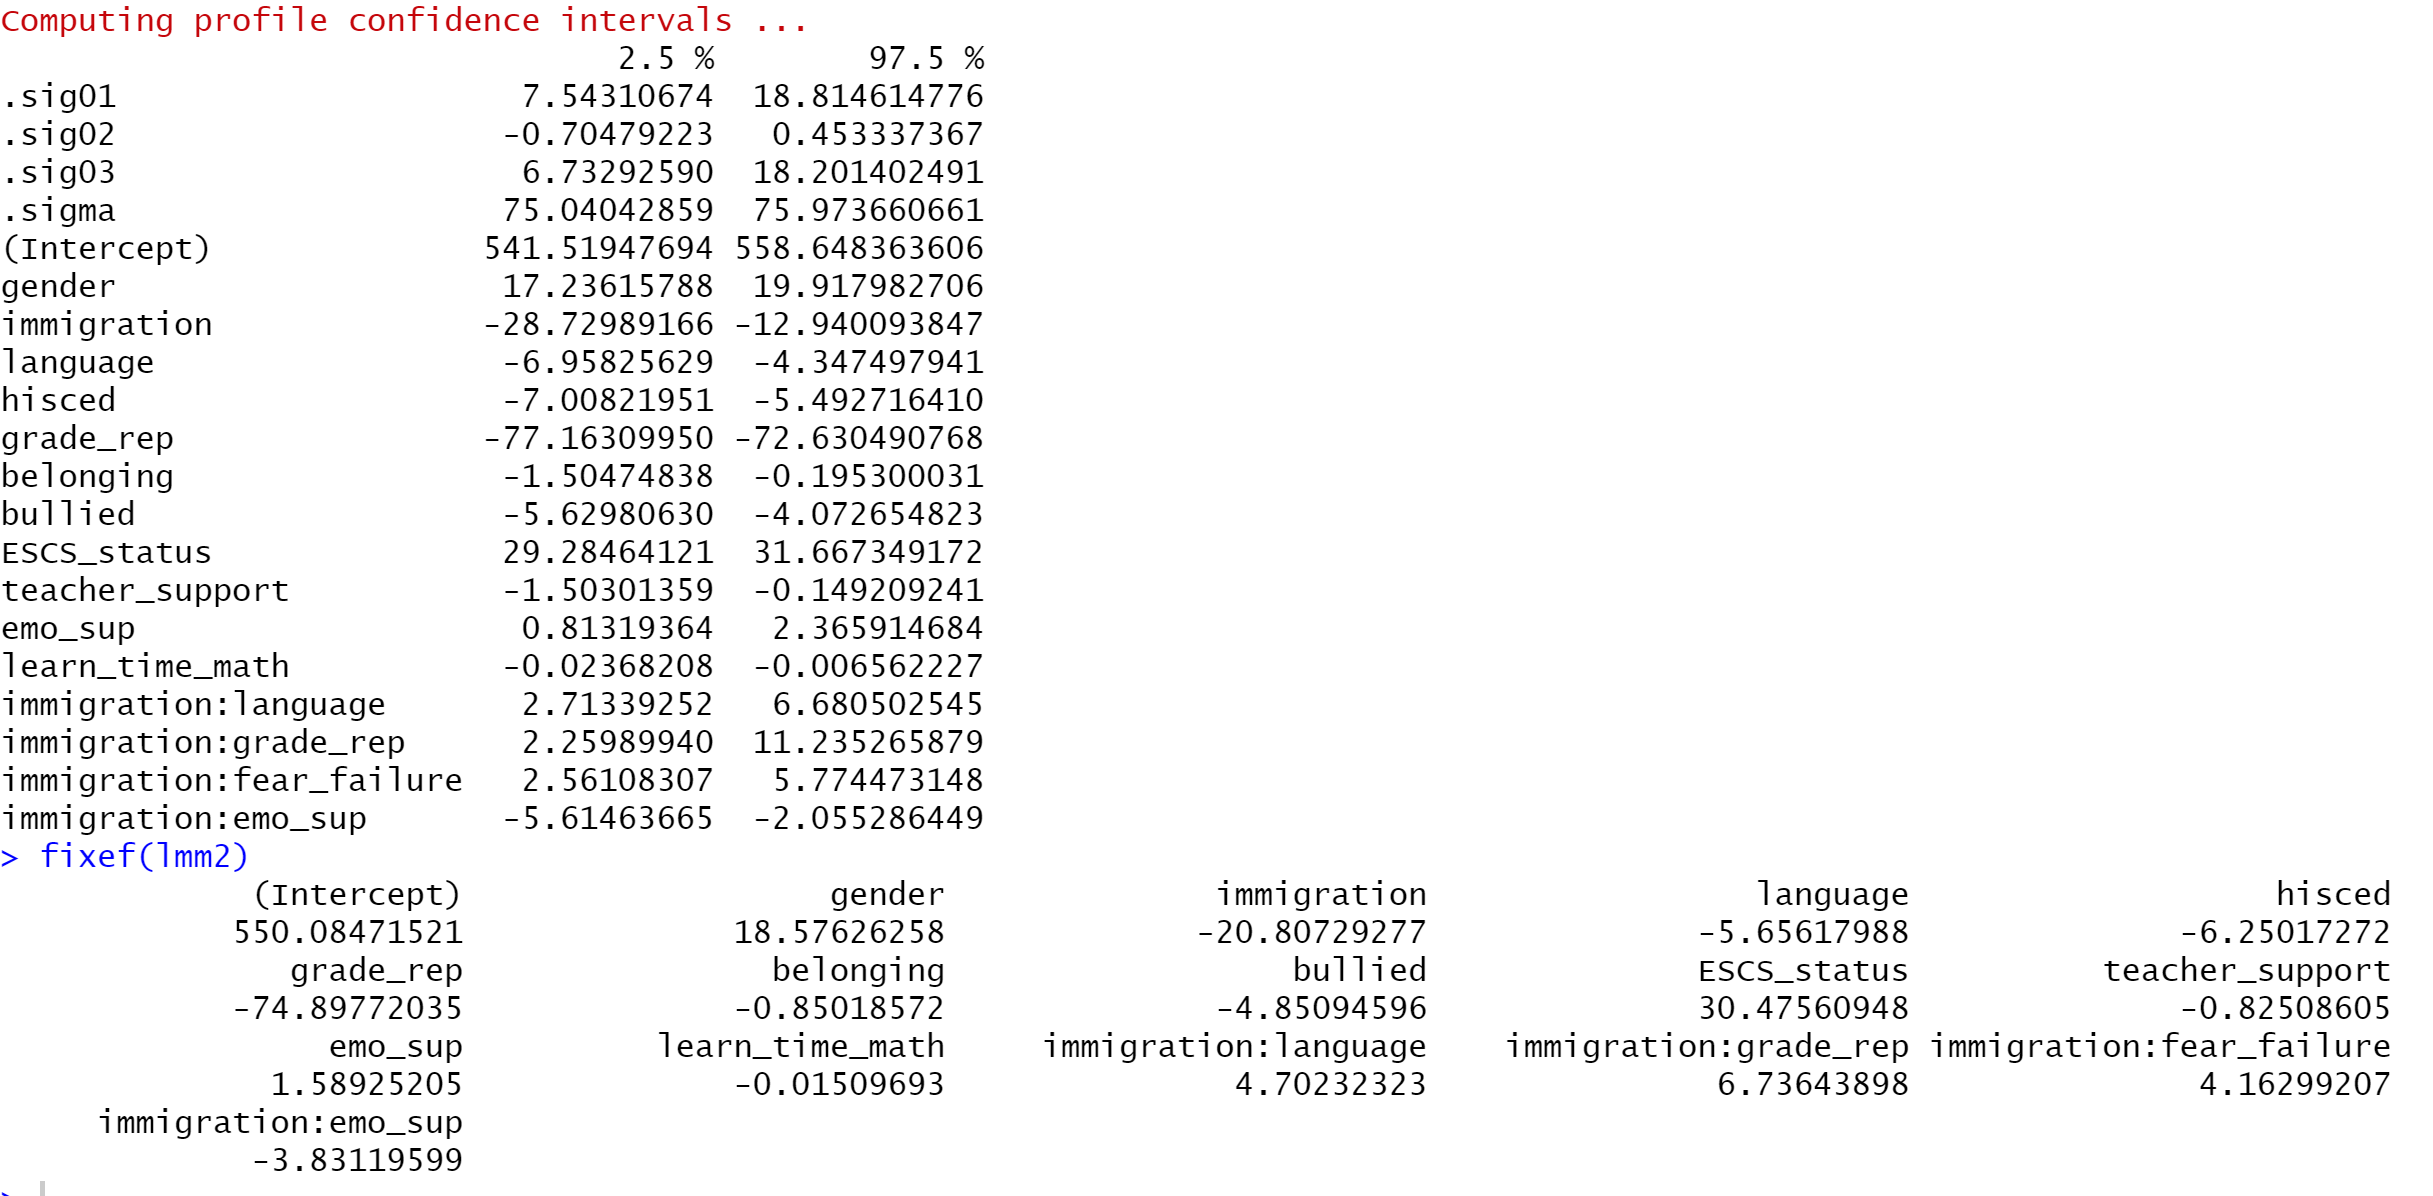 Computing profile confidence intervals ...
2.5 % 97.5 %
.sig01 7.54310674 18.814614776
.sig02 -0.70479223 0.453337367
.sig03 6.73292590 18.201402491
.sigma 75.04042859 75.973660661
(Intercept) 541.51947694 558.648363606
gender 17.23615788 19.917982706
immigration -28.72989166 -12.940093847
language -6.95825629 -4.347497941
hisced -7.00821951 -5.492716410
grade_rep -77.16309950 -72.630490768
belonging -1.50474838 -0.195300031
bullied -5.62980630 -4.072654823
ESCS_status 29.28464121 31.667349172
teacher_support -1.50301359 -0.149209241
emo_sup 0.81319364 2.365914684
learn_time_math -0.02368208 -0.006562227
immigration:language 2.71339252 6.680502545
immigration:grade_rep 2.25989940 11.235265879
immigration:fear_failure 2.56108307 5.774473148
immigration:emo_sup -5.61463665 -2.055286449
> fixef(lmm2)
(Intercept) gender immigration language hisced
550.08471521 18.57626258 -20.80729277 -5.65617988 -6.25017272
grade_rep belonging bullied ESCS_status teacher_support
-74.89772035 -0.85018572 -4.85094596 30.47560948 -0.82508605
emo_sup learn_time_math immigration:language immigration:grade_rep immigration:fear_failure
1.58925205 -0.01509693 4.70232323 6.73643898 4.16299207
immigration:emo_sup
-3.83119599
>